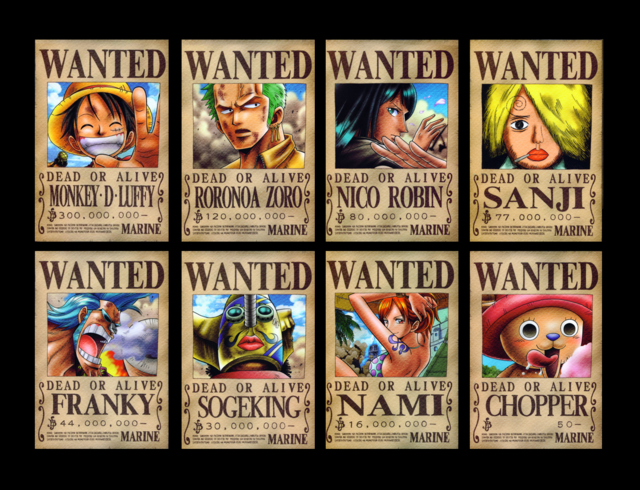 WANTED
DEAD OR ALIVE
MONKEY·D·LUFFY
฿300,000,000-
MARINE
WANTED
DEAD OR ALIVE
RORONOA ZORO
฿120,000,000-
MARINE
WANTED
DEAD OR ALIVE
NICO ROBIN
฿80,000,000-
MARINE
WANTED
DEAD OR ALIVE
SANJI
฿77,000,000-
MARINE
WANTED
DEAD OR ALIVE
FRANKY
฿44,000,000-
MARINE
WANTED
DEAD OR ALIVE
SOGEKING
฿30,000,000-
MARINE
WANTED
DEAD OR ALIVE
NAMI
฿16,000,000-
MARINE
WANTED
DEAD OR ALIVE
CHOPPER
฿50-
MARINE